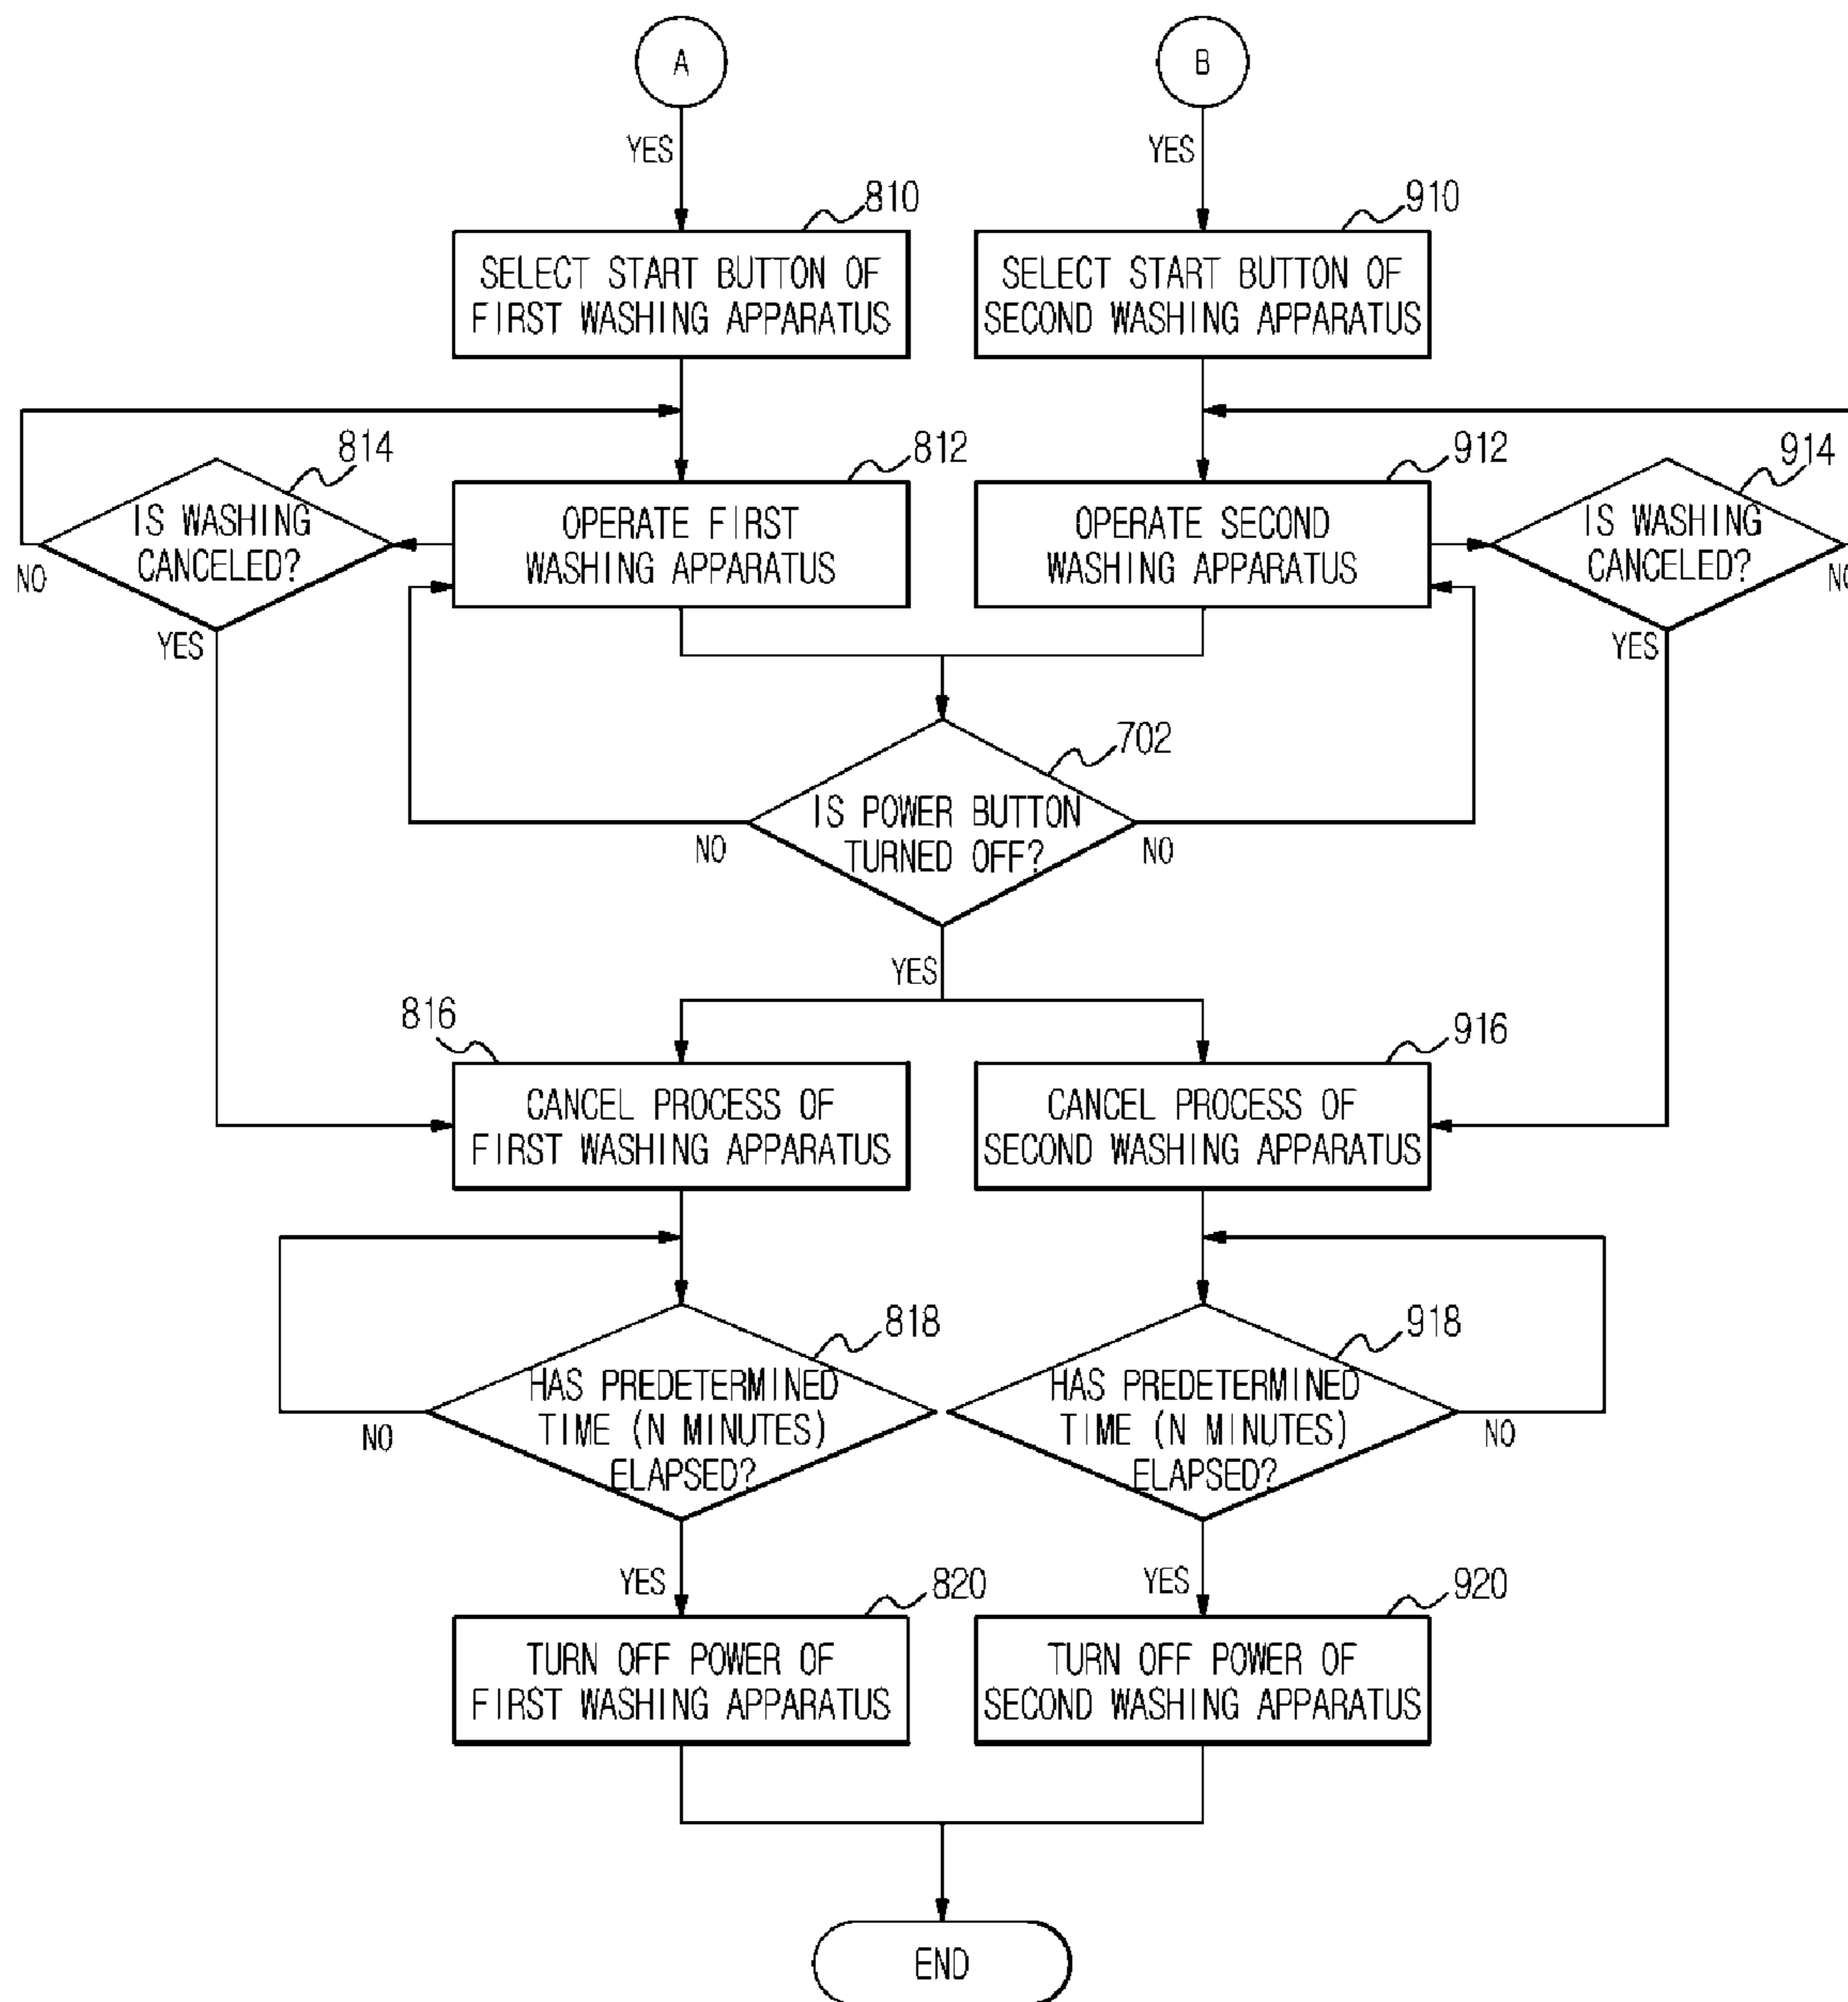 A
B
YES
YES
810
910
SELECT START BUTTON OF
FIRST WASHING APPARATUS
SELECT START BUTTON OF
SECOND WASHING APPARATUS
814
812
912
914
IS WASHING
CANCELED?
OPERATE FIRST
WASHING APPARATUS
OPERATE SECOND
WASHING APPARATUS
IS WASHING
CANCELED?
NO
NO
YES
YES
702
IS POWER BUTTON
TURNED OFF?
NO
NO
YES
816
916
CANCEL PROCESS OF
FIRST WASHING APPARATUS
CANCEL PROCESS OF
SECOND WASHING APPARATUS
818
918
HAS PREDETERMINED
TIME (N MINUTES)
ELAPSED?
HAS PREDETERMINED
TIME (N MINUTES)
ELAPSED?
NO
NO
YES
YES
820
920
TURN OFF POWER OF
FIRST WASHING APPARATUS
TURN OFF POWER OF
SECOND WASHING APPARATUS
END